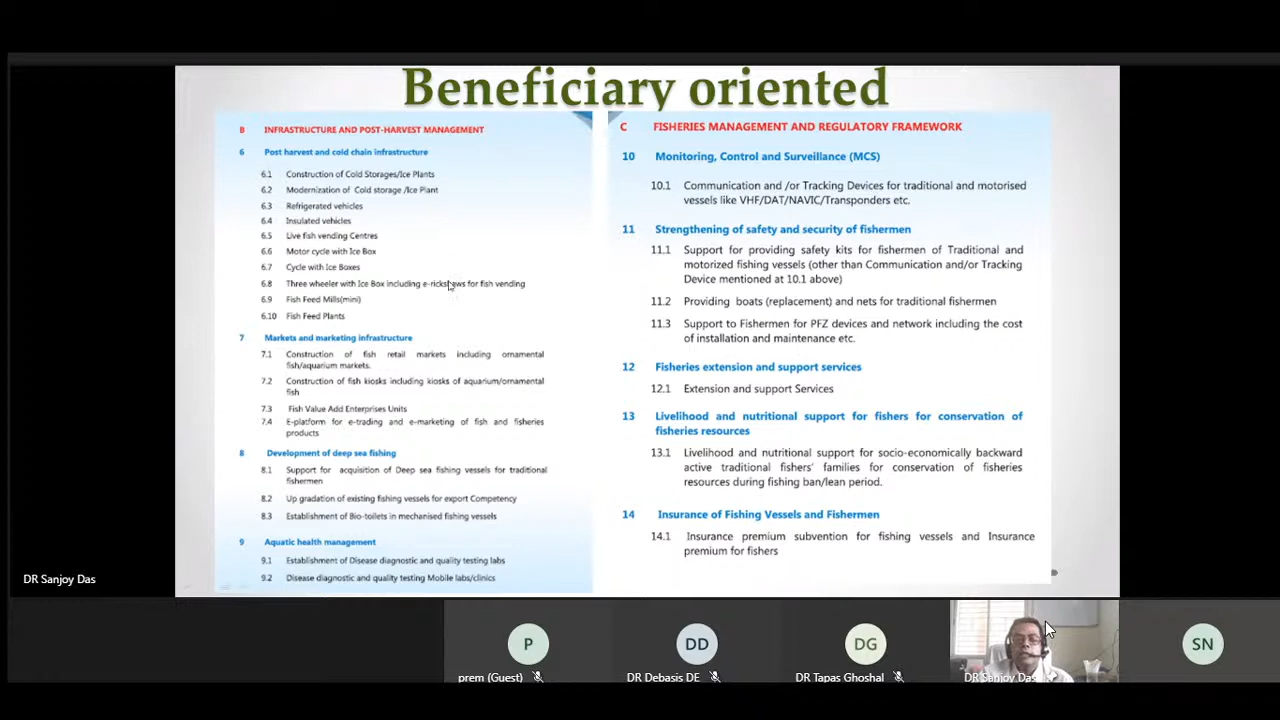 Beneficiary oriented
B INFRASTRUCTURE AND POST-HARVEST MANAGEMENT
6 Post harvest and cold chain infrastructure
6.1 Construction of Cold Storages/Ice Plants
6.2 Modernization of Cold storage /Ice Plant
6.3 Refrigerated vehicles
6.4 Insulated vehicles
6.5 Live fish vending Centres
6.6 Motor cycle with Ice Box
6.7 Cycle with Ice Boxes
6.8 Three wheeler with Ice Box including e-rickshaws for fish vending
6.9 Fish Feed Mills(mini)
6.10 Fish Feed Plants
7 Markets and marketing infrastructure
7.1 Construction of fish retail markets including ornamental
fish/aquarium markets.
7.2 Construction of fish kiosks including kiosks of aquarium/ornamental
fish
7.3 Fish Value Add Enterprises Units
7.4 E-platform for e-trading and e-marketing of fish and fisheries
products
8 Development of deep sea fishing
8.1 Support for acquisition of Deep sea fishing vessels for traditional
fishermen
8.2 Up gradation of existing fishing vessels for export Competency
8.3 Establishment of Bio-toilets in mechanised fishing vessels
9 Aquatic health management
9.1 Establishment of Disease diagnostic and quality testing labs
9.2 Disease diagnostic and quality testing Mobile labs/clinics
C FISHERIES MANAGEMENT AND REGULATORY FRAMEWORK
10 Monitoring, Control and Surveillance (MCS)
10.1 Communication and /or Tracking Devices for traditional and motorised
vessels like VHF/DAT/NAVIC/Transponders etc.
11 Strengthening of safety and security of fishermen
11.1 Support for providing safety kits for fishermen of Traditional and
motorized fishing vessels (other than Communication and/or Tracking
Device mentioned at 10.1 above)
11.2 Providing boats (replacement) and nets for traditional fishermen
11.3 Support to Fishermen for PFZ devices and network including the cost
of installation and maintenance etc.
12 Fisheries extension and support services
12.1 Extension and support Services
13 Livelihood and nutritional support for fishers for conservation of
fisheries resources
13.1 Livelihood and nutritional support for socio-economically backward
active traditional fishers' families for conservation of fisheries
resources during fishing ban/lean period.
14 Insurance of Fishing Vessels and Fishermen
14.1 Insurance premium subvention for fishing vessels and Insurance
premium for fishers
DR Sanjoy Das
P
prem (Guest)
DD
DR Debasis DE
DG
DR Tapas Ghoshal
DR Sanjoy Das
SN